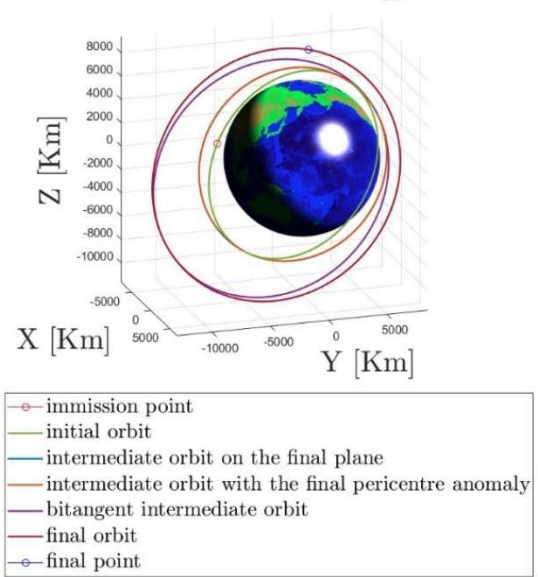 8000
6000
4000
2000
0
-2000
-4000
-6000
-8000
-10000
Z [Km]
-5000
0
5000
X [Km]
-10000
-5000
0
5000
Y [Km]
immission point
initial orbit
intermediate orbit on the final plane
intermediate orbit with the final pericentre anomaly
bitangent intermediate orbit
final orbit
final point